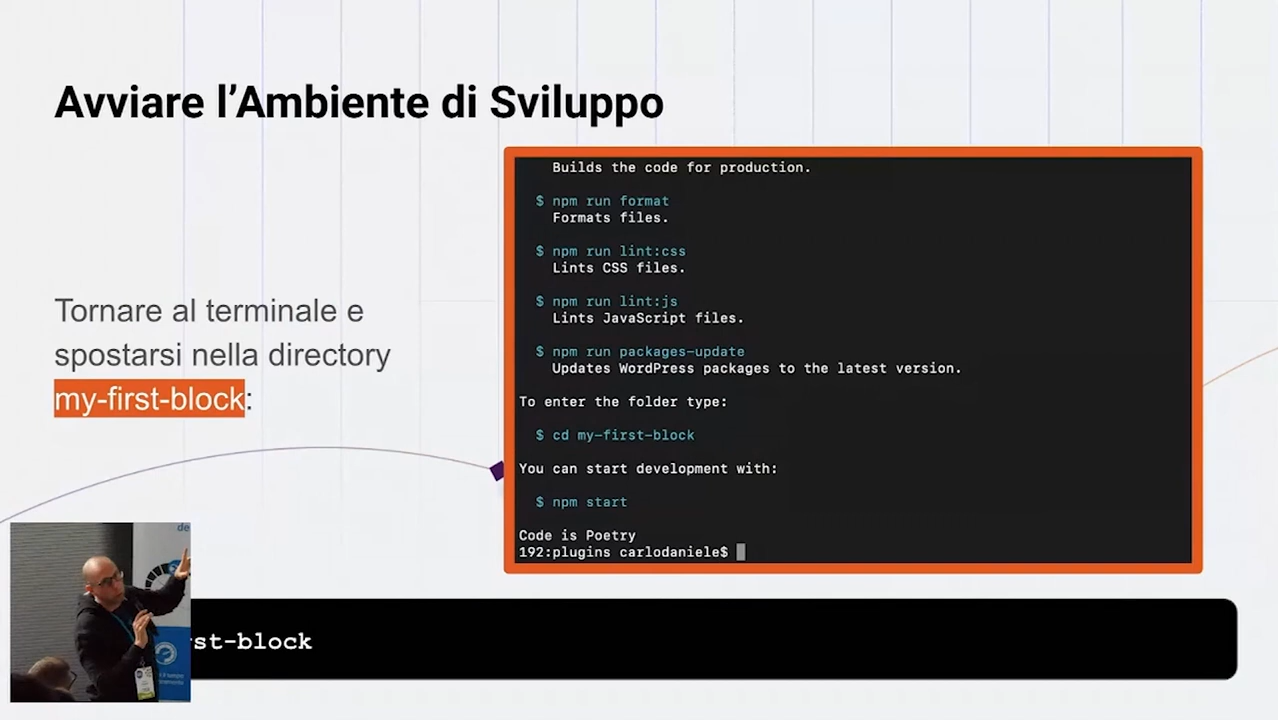 Avviare l’Ambiente di Sviluppo
Tornare al terminale e
spostarsi nella directory
my-first-block:
Builds the code for production.
$ npm run format
Formats files.
$ npm run lint:css
Lints CSS files.
$ npm run lint:js
Lints JavaScript files.
$ npm run packages-update
Updates WordPress packages to the latest version.
To enter the folder type:
$ cd my-first-block
You can start development with:
$ npm start
Code is Poetry
192:plugins carlodaniele$
st-block
de